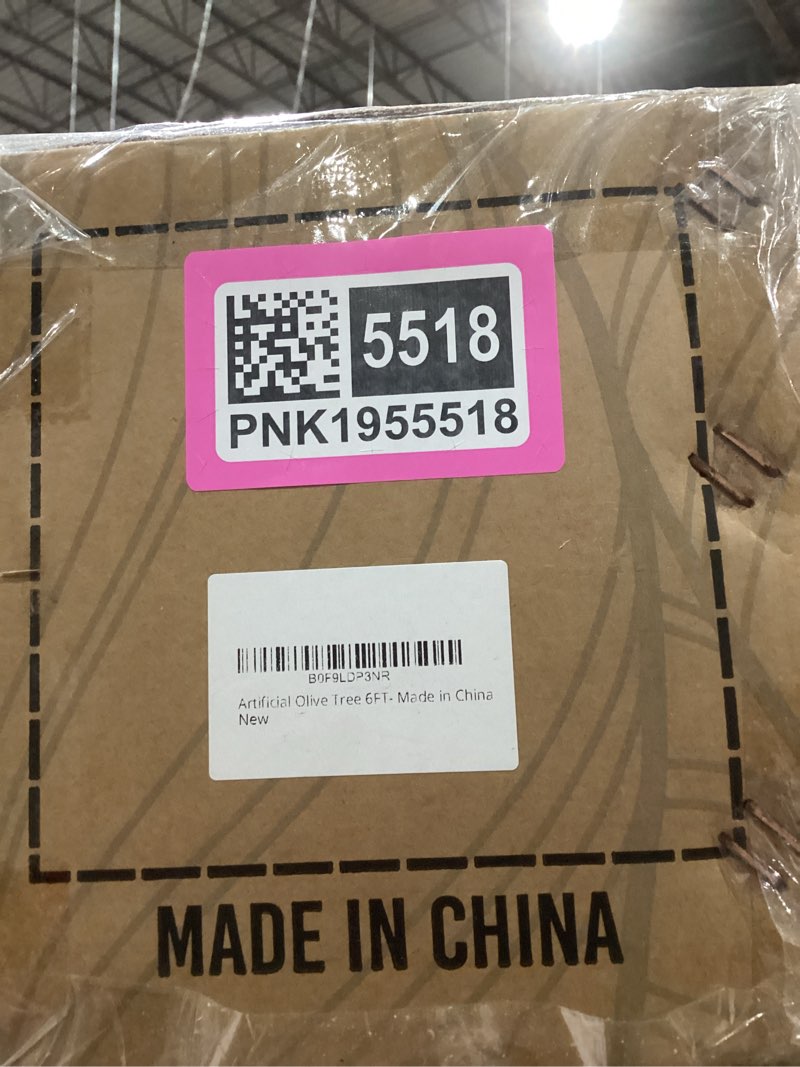 5518
PNK1955518
B0F9LDP3NR
Artificial Olive Tree 6FT- Made in China
New
MADE IN CHINA